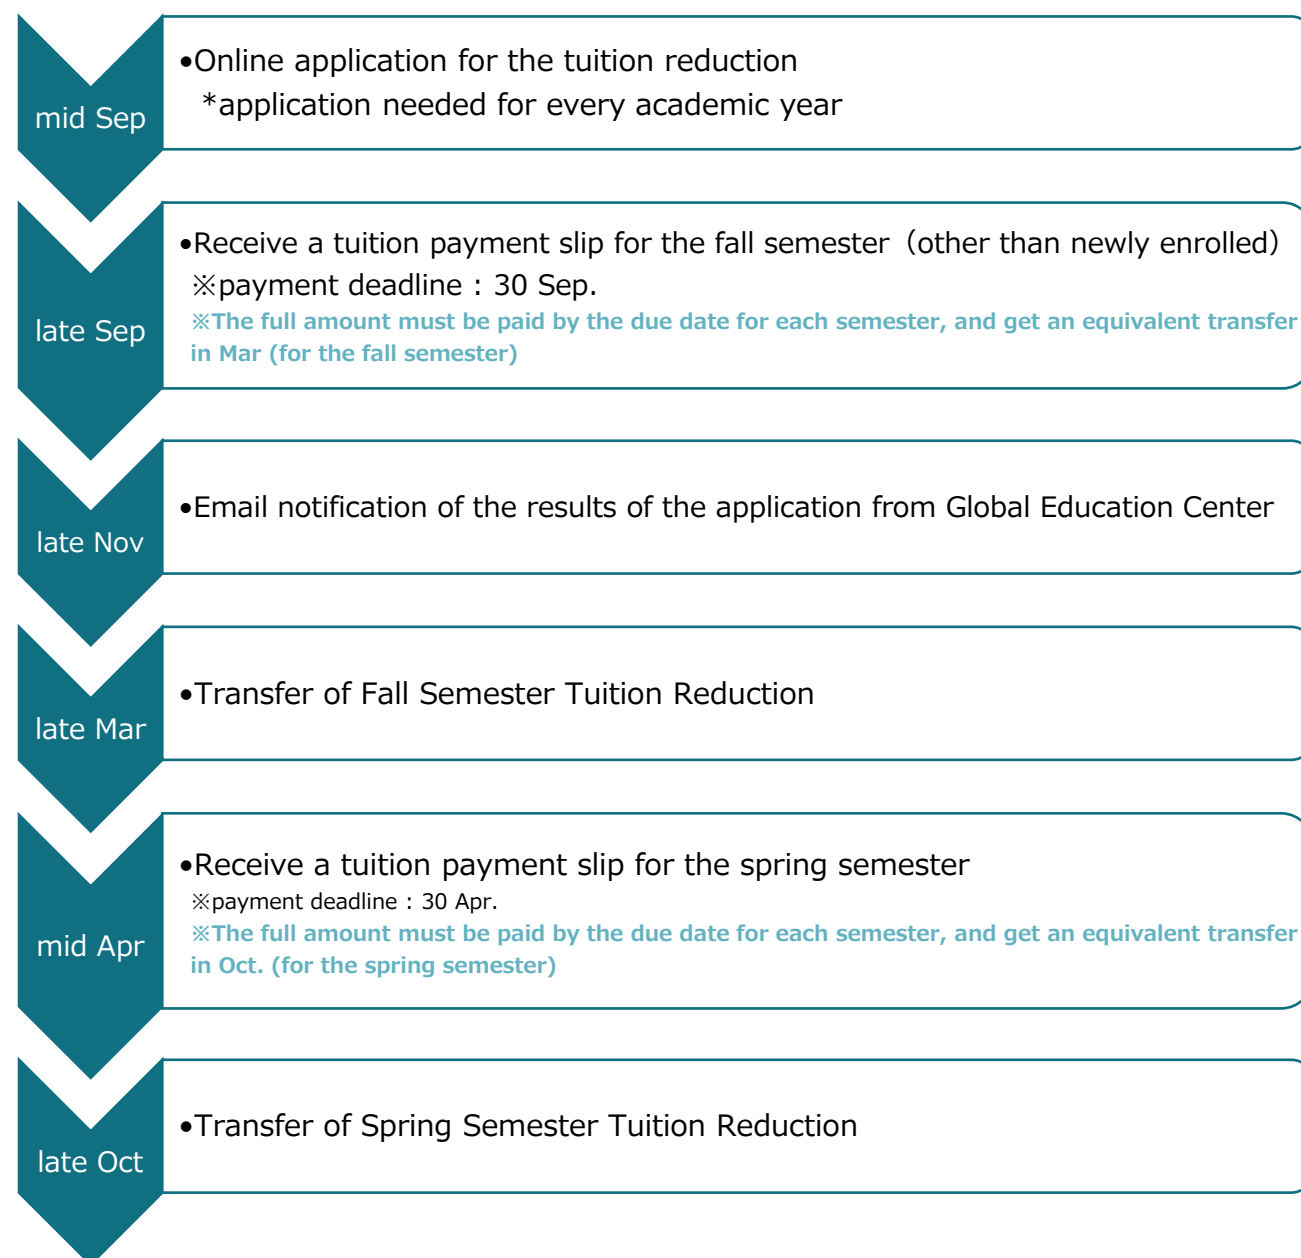 mid Sep
•Online application for the tuition reduction
*application needed for every academic year
late Sep
•Receive a tuition payment slip for the fall semester（other than newly enrolled）
※payment deadline : 30 Sep.
※The full amount must be paid by the due date for each semester, and get an equivalent transfer
in Mar (for the fall semester)
late Nov
•Email notification of the results of the application from Global Education Center
late Mar
•Transfer of Fall Semester Tuition Reduction
mid Apr
•Receive a tuition payment slip for the spring semester
※payment deadline : 30 Apr.
※The full amount must be paid by the due date for each semester, and get an equivalent transfer
in Oct. (for the spring semester)
late Oct
•Transfer of Spring Semester Tuition Reduction